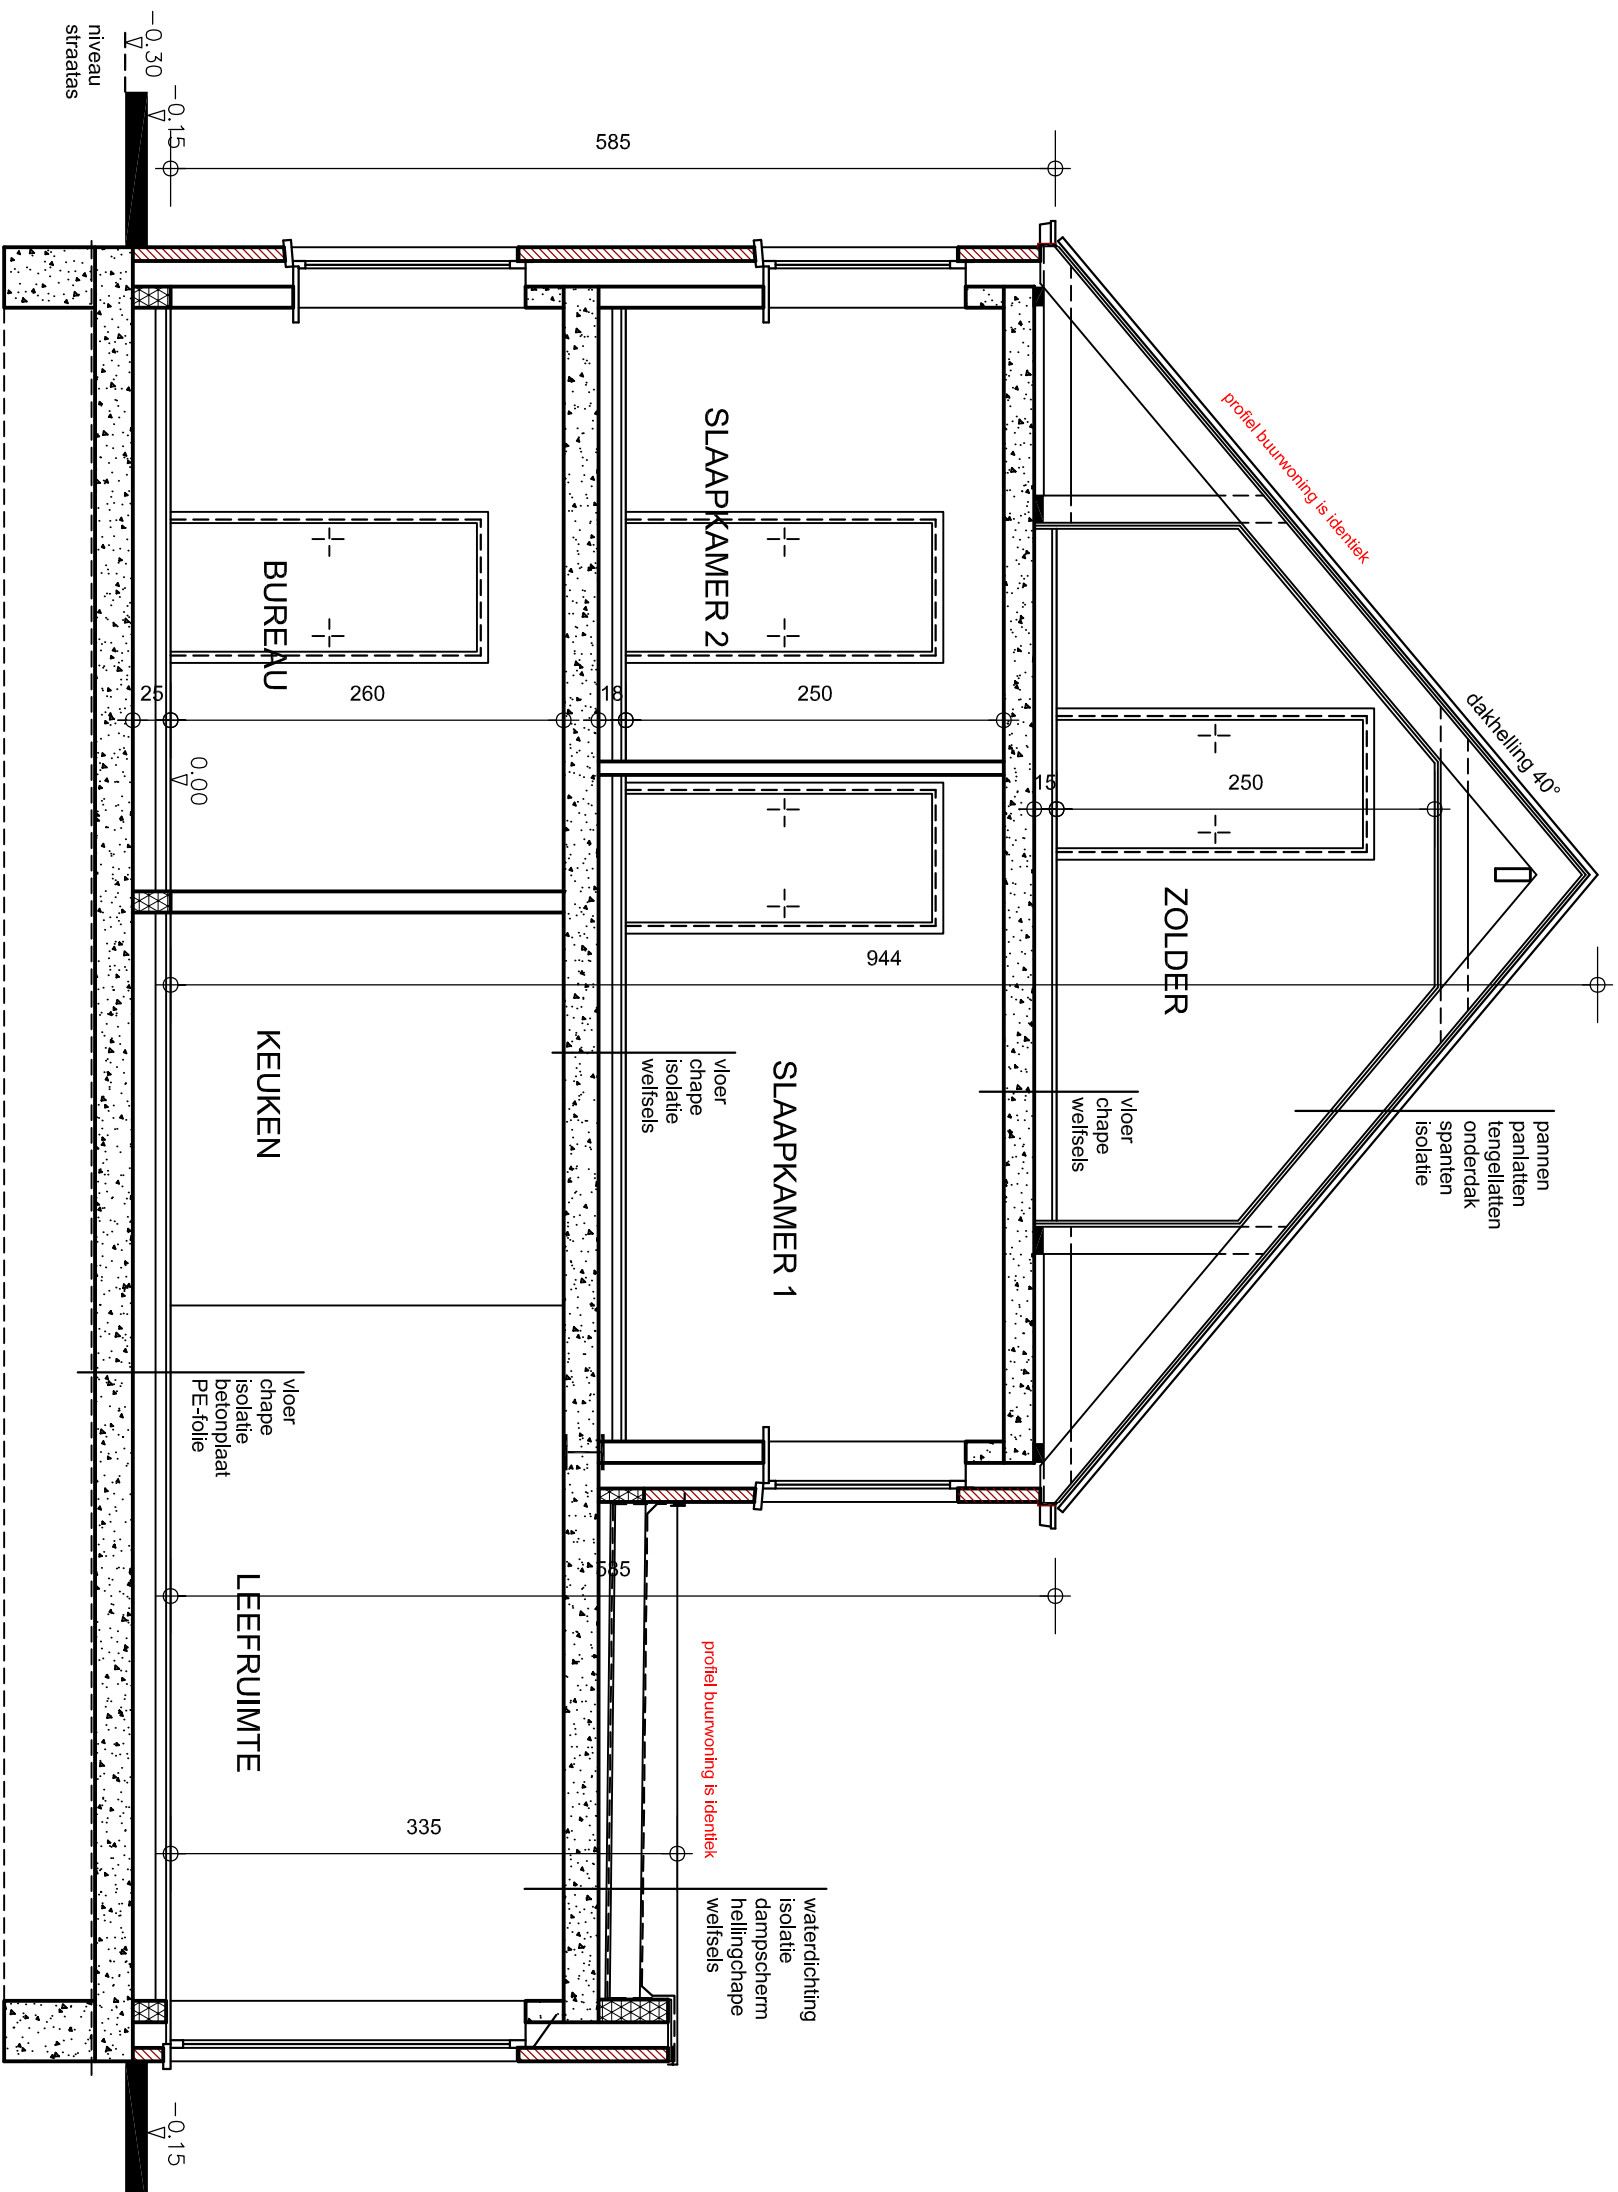 dakhelling 40°
profiel buurwoning is identiek
pannen
panlatten
tengellatten
onderdak
spanten
isolatie
250
15
ZOLDER
vloer
chape
welfsels
585
944
SLAAPKAMER 2
250
18
SLAAPKAMER 1
vloer
chape
isolatie
welfsels
585
profiel buurwoning is identiek
waterdichting
isolatie
dampscherm
hellingchape
welfsels
335
BUREAU
260
25
0.00
KEUKEN
LEEFRUIMTE
vloer
chape
isolatie
betonplaat
PE-folie
-0.15
-0.30
niveau
straatas
-0.15